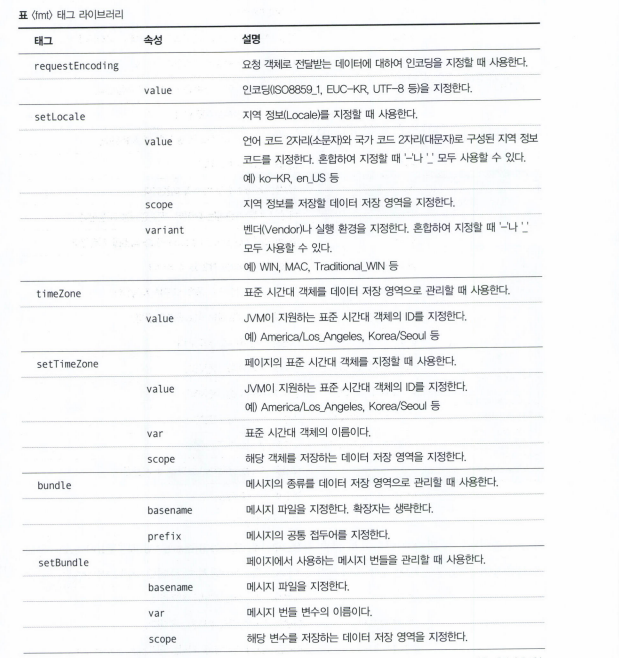 표 〈fmt〉 태그 라이브러리
태그 속성 설명
requestEncoding 요청 객체로 전달받는 데이터에 대하여 인코딩을 지정할 때 사용한다.
value 인코딩(ISO8859_1, EUC-KR, UTF-8 등)을 지정한다.
setLocale 지역 정보(Locale)를 지정할 때 사용한다.
value 언어 코드 2자리(소문자)와 국가 코드 2자리(대문자)로 구성된 지역 정보
코드를 지정한다. 혼합하여 지정할 때 '-'나 '_' 모두 사용할 수 있다.
예) ko-KR, en_US 등
scope 지역 정보를 저장할 데이터 저장 영역을 지정한다.
variant 벤더(Vendor)나 실행 환경을 지정한다. 혼합하여 지정할 때 '-'나 '_'
모두 사용할 수 있다.
예) WIN, MAC, Traditional_WIN 등
timeZone 표준 시간대 객체를 데이터 저장 영역으로 관리할 때 사용한다.
value JVM이 지원하는 표준 시간대 객체의 ID를 지정한다.
예) America/Los_Angeles, Korea/Seoul 등
setTimeZone 페이지의 표준 시간대 객체를 지정할 때 사용한다.
value JVM이 지원하는 표준 시간대 객체의 ID를 지정한다.
예) America/Los_Angeles, Korea/Seoul 등
var 표준 시간대 객체의 이름이다.
scope 해당 객체를 저장하는 데이터 저장 영역을 지정한다.
bundle 메시지의 종류를 데이터 저장 영역으로 관리할 때 사용한다.
basename 메시지 파일을 지정한다. 확장자는 생략한다.
prefix 메시지의 공통 접두어를 지정한다.
setBundle 페이지에서 사용하는 메시지 번들을 관리할 때 사용한다.
basename 메시지 파일을 지정한다.
var 메시지 번들 변수의 이름이다.
scope 해당 변수를 저장하는 데이터 저장 영역을 지정한다.